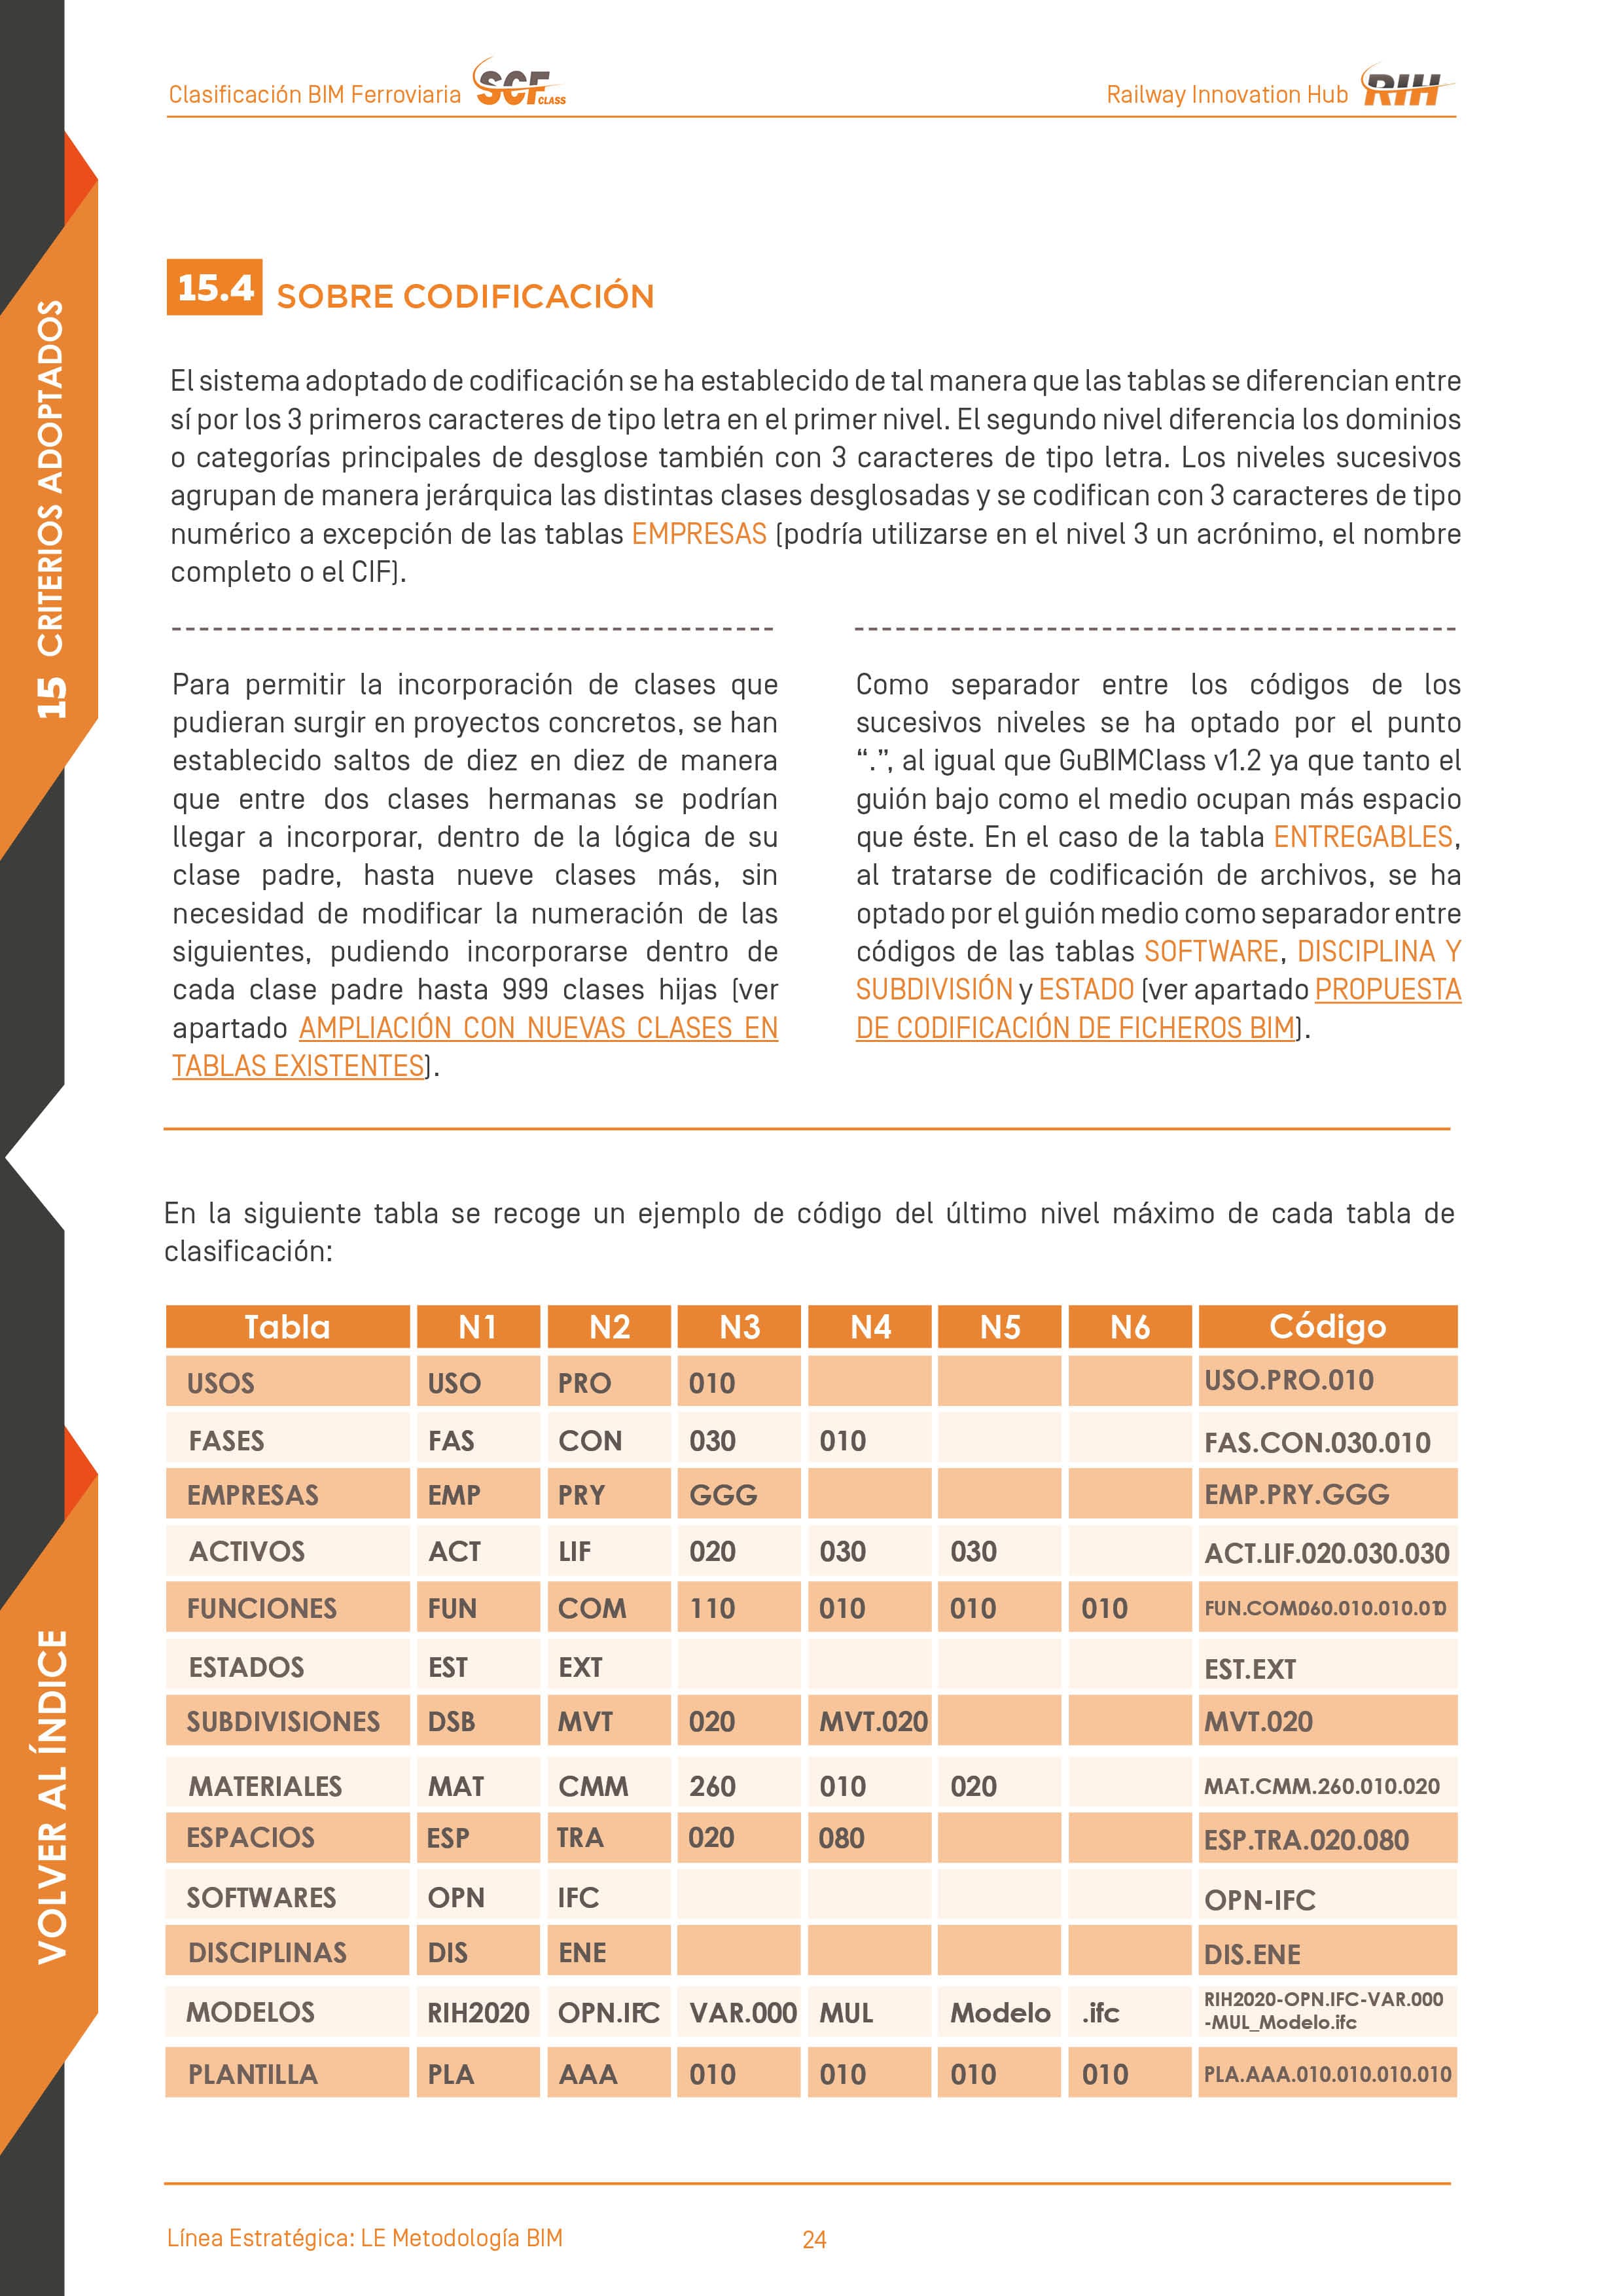 Clasificación BIM Ferroviaria SCF CLASS
Railway Innovation Hub RIH
15 CRITERIOS ADOPTADOS
15.4 SOBRE CODIFICACIÓN
El sistema adoptado de codificación se ha establecido de tal manera que las tablas se diferencian entre
sí por los 3 primeros caracteres de tipo letra en el primer nivel. El segundo nivel diferencia los dominios
o categorías principales de desglose también con 3 caracteres de tipo letra. Los niveles sucesivos
agrupan de manera jerárquica las distintas clases desglosadas y se codifican con 3 caracteres de tipo
numérico a excepción de las tablas EMPRESAS (podría utilizarse en el nivel 3 un acrónimo, el nombre
completo o el CIF).
Para permitir la incorporación de clases que
pudieran surgir en proyectos concretos, se han
establecido saltos de diez en diez de manera
que entre dos clases hermanas se podrían
llegar a incorporar, dentro de la lógica de su
clase padre, hasta nueve clases más, sin
necesidad de modificar la numeración de las
siguientes, pudiendo incorporarse dentro de
cada clase padre hasta 999 clases hijas (ver
apartado AMPLIACIÓN CON NUEVAS CLASES EN
TABLAS EXISTENTES).
Como separador entre los códigos de los
sucesivos niveles se ha optado por el punto
“.”, al igual que GuBIMClass v1.2 ya que tanto el
guión bajo como el medio ocupan más espacio
que éste. En el caso de la tabla ENTREGABLES,
al tratarse de codificación de archivos, se ha
optado por el guión medio como separador entre
códigos de las tablas SOFTWARE, DISCIPLINA Y
SUBDIVISIÓN y ESTADO (ver apartado PROPUESTA
DE CODIFICACIÓN DE FICHEROS BIM).
En la siguiente tabla se recoge un ejemplo de código del último nivel máximo de cada tabla de
clasificación:
Tabla N1 N2 N3 N4 N5 N6 Código
USOS USO PRO 010 USO.PRO.010
FASES FAS CON 030 010 FAS.CON.030.010
EMPRESAS EMP PRY GGG EMP.PRY.GGG
ACTIVOS ACT LIF 020 030 030 ACT.LIF.020.030.030
FUNCIONES FUN COM 110 010 010 010 FUN.COM.060.010.010.010
ESTADOS EST EXT EST.EXT
SUBDIVISIONES DSB MVT 020 MVT.020 MVT.020
MATERIALES MAT CMM 260 010 020 MAT.CMM.260.010.020
ESPACIOS ESP TRA 020 080 ESP.TRA.020.080
SOFTWARES OPN IFC OPN-IFC
DISCIPLINAS DIS ENE DIS.ENE
MODELOS RIH2020 OPN.IFC VAR.000 MUL Modelo .ifc RIH2020-OPN.IFC-VAR.000
-MUL_Modelo.ifc
PLANTILLA PLA AAA 010 010 010 010 PLA.AAA.010.010.010.010
VOLVER AL ÍNDICE
Línea Estratégica: LE Metodología BIM
24